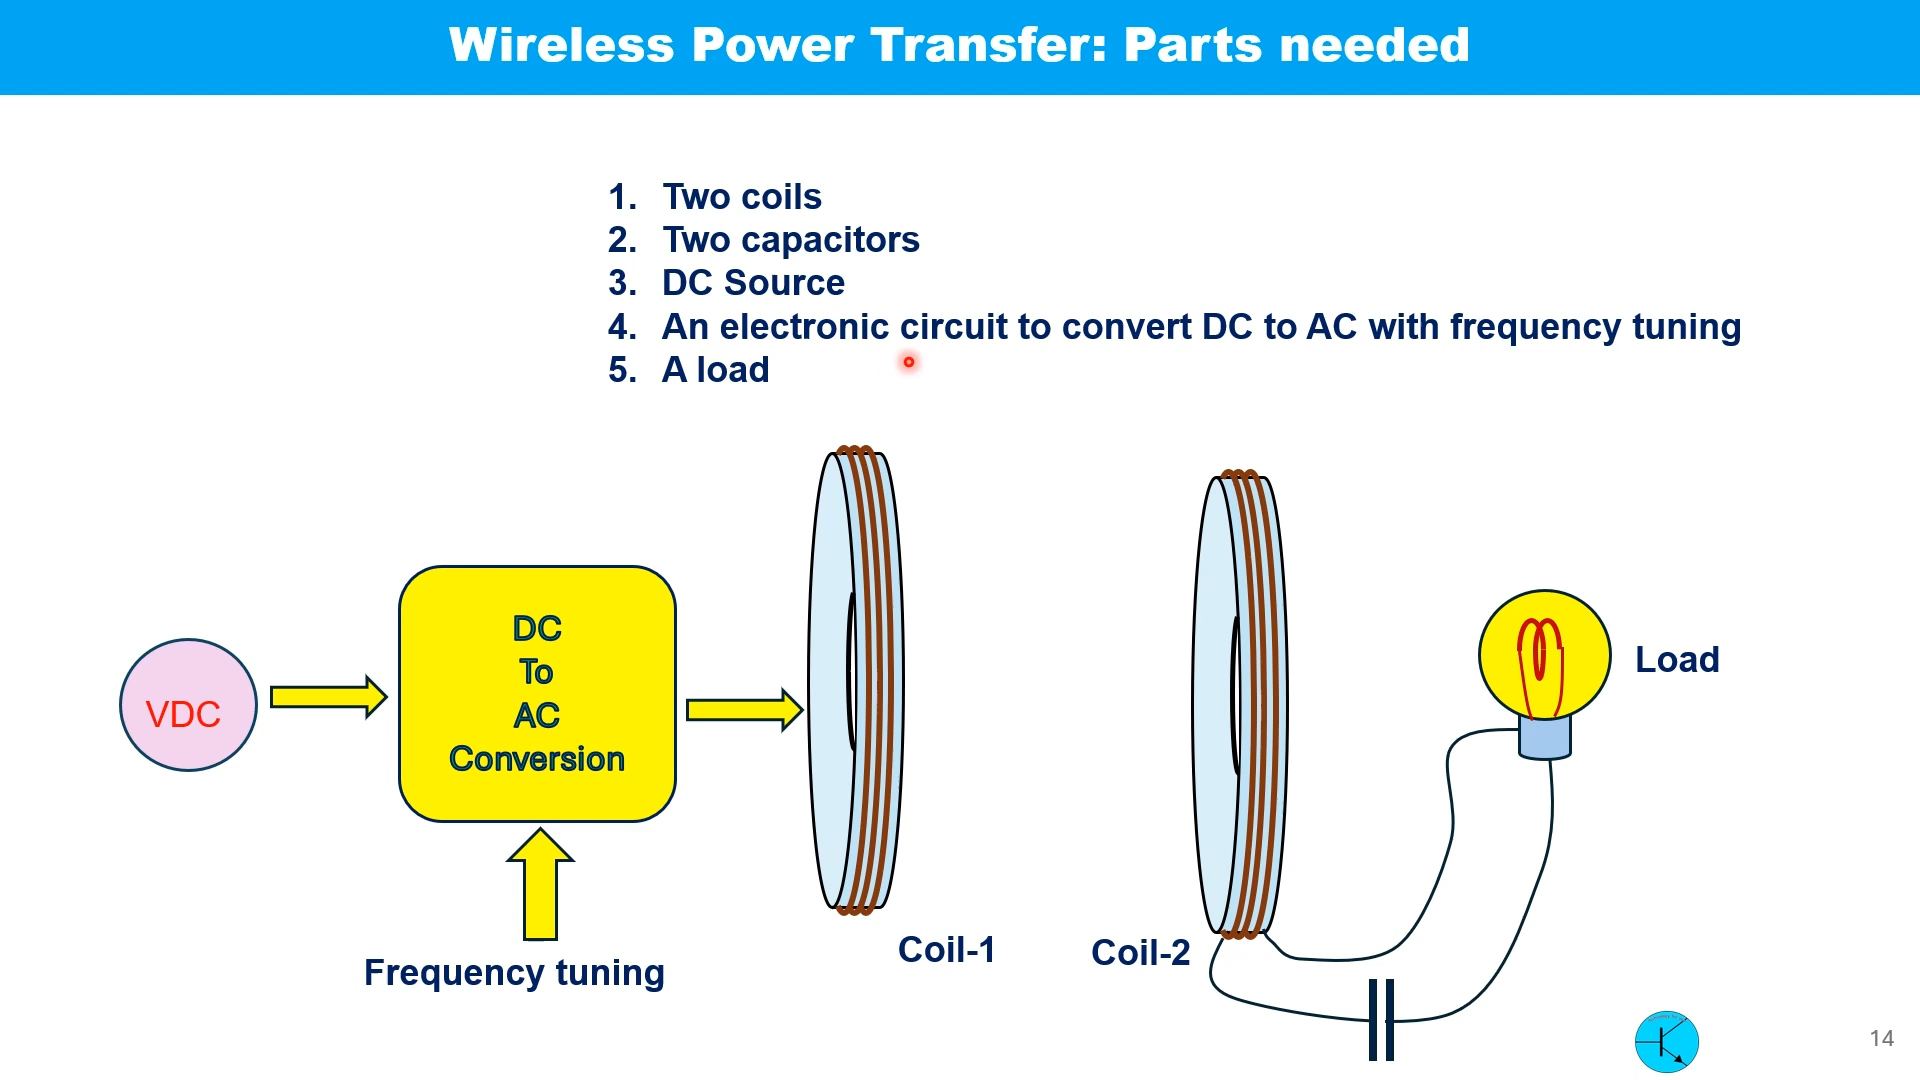 Wireless Power Transfer: Parts needed
1. Two coils
2. Two capacitors
3. DC Source
4. An electronic circuit to convert DC to AC with frequency tuning
5. A load
DC
To
AC
Conversion
VDC
Load
Frequency tuning
Coil-1
Coil-2
14